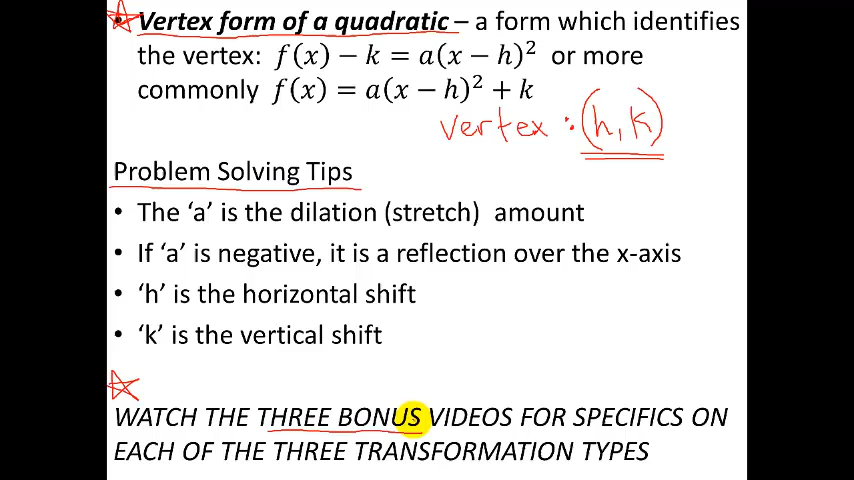 • Vertex form of a quadratic – a form which identifies
the vertex: f(x) − k = a(x − h)² or more
commonly f(x) = a(x − h)² + k
vertex : (h, k)
Problem Solving Tips
• The ‘a’ is the dilation (stretch) amount
• If ‘a’ is negative, it is a reflection over the x-axis
• ‘h’ is the horizontal shift
• ‘k’ is the vertical shift
WATCH THE THREE BONUS VIDEOS FOR SPECIFICS ON
EACH OF THE THREE TRANSFORMATION TYPES